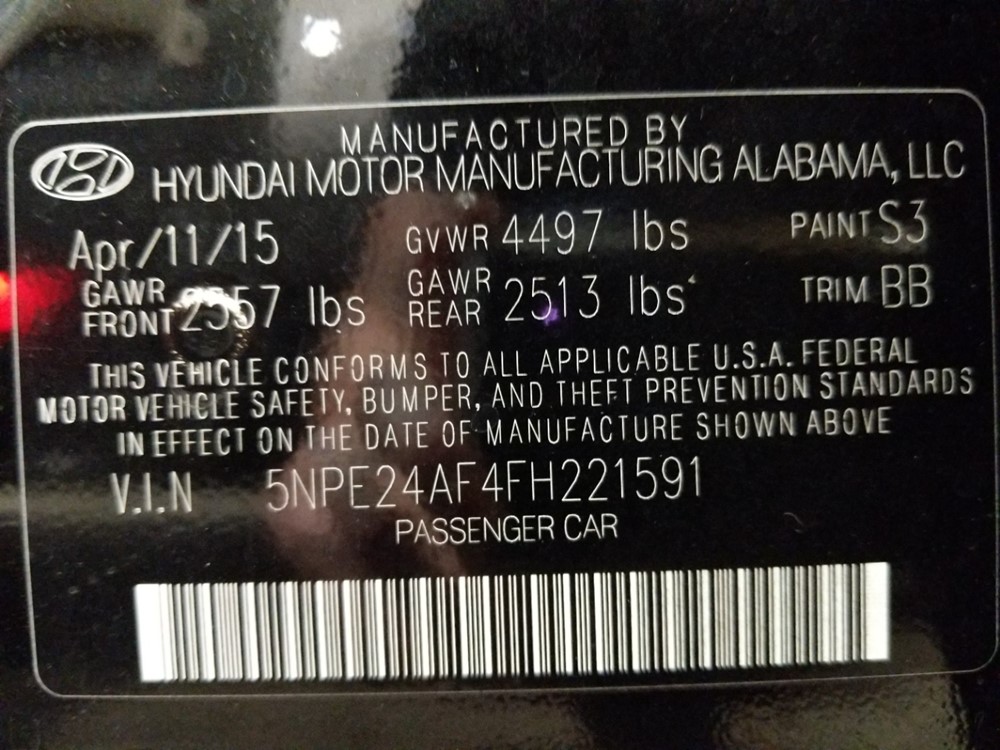 MANUFACTURED BY
HYUNDAI MOTOR MANUFACTURING ALABAMA, LLC
Apr/11/15 GVWR 4497 lbs PAINT S3
GAWR FRONT 2557 lbs GAWR REAR 2513 lbs TRIM BB
THIS VEHICLE CONFORMS TO ALL APPLICABLE U.S.A. FEDERAL
MOTOR VEHICLE SAFETY, BUMPER, AND THEFT PREVENTION STANDARDS
IN EFFECT ON THE DATE OF MANUFACTURE SHOWN ABOVE
V.I.N 5NPE24AF4FH221591
PASSENGER CAR